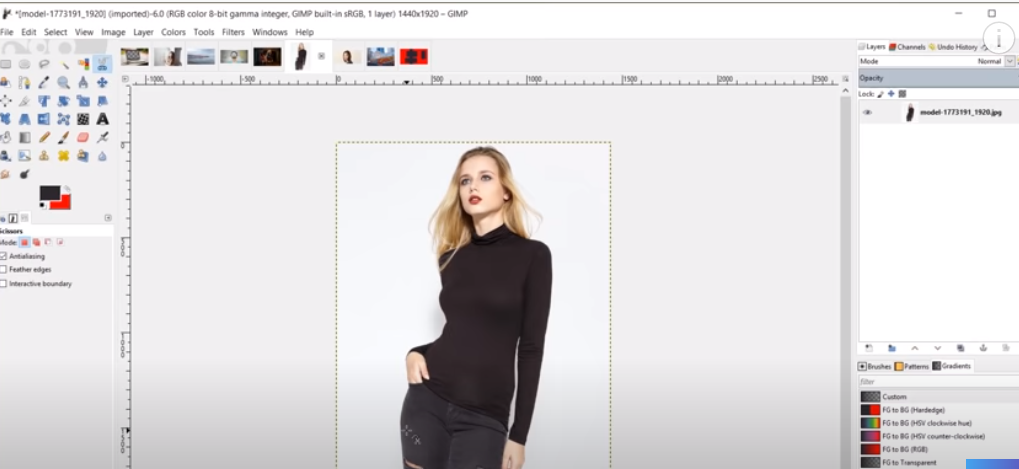 *[model-1773191_1920] (imported)-6.0 (RGB color 8-bit gamma integer, GIMP built-in sRGB, 1 layer) 1440x1920 – GIMP
File Edit Select View Image Layer Colors Tools Filters Windows Help
Layers Channels Undo History
Mode Normal
Opacity
Lock:
model-1773191_1920.jpg
-1000 -500 0 500 1000 1500 2000 2500
Scissors
Mode:
Antialiasing
Feather edges
Interactive boundary
Brushes Patterns Gradients
filter
Custom
FG to BG (Hardedge)
FG to BG (HSV clockwise hue)
FG to BG (HSV counter-clockwise)
FG to BG (RGB)
FG to Transparent